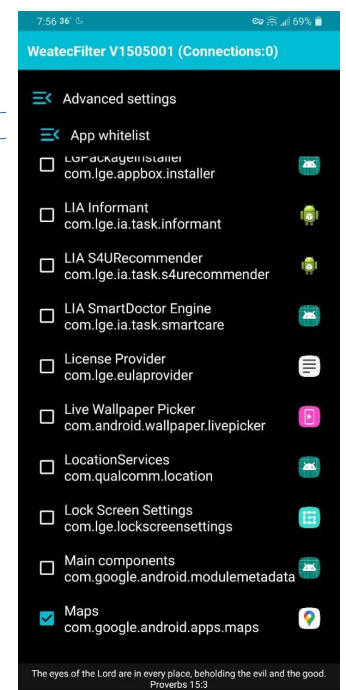 7:56 36° 69%
WeatecFilter V1505001 (Connections:0)
Advanced settings
App whitelist
LGPackageInstaller
com.lge.appbox.installer
LIA Informant
com.lge.ia.task.informant
LIA S4URecommender
com.lge.ia.task.s4urecommender
LIA SmartDoctor Engine
com.lge.ia.task.smartcare
License Provider
com.lge.eulaprovider
Live Wallpaper Picker
com.android.wallpaper.livepicker
LocationServices
com.qualcomm.location
Lock Screen Settings
com.lge.lockscreensettings
Main components
com.google.android.modulemetadata
Maps
com.google.android.apps.maps
The eyes of the Lord are in every place, beholding the evil and the good.
Proverbs 15:3